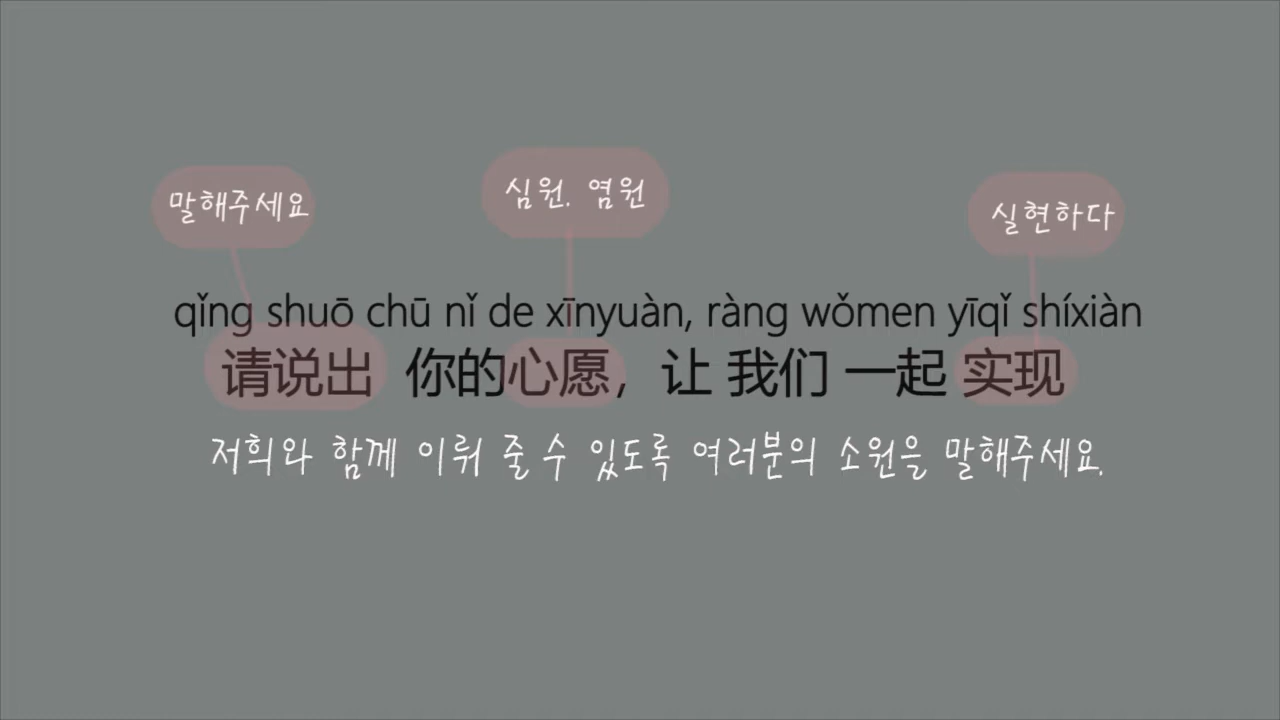 말해주세요
심원. 염원
실현하다
qǐng shuō chū nǐ de xīnyuàn, ràng wǒmen yīqǐ shíxiàn
请说出 你的心愿，让 我们 一起 实现
저희와 함께 이뤄 줄 수 있도록 여러분의 소원을 말해주세요.